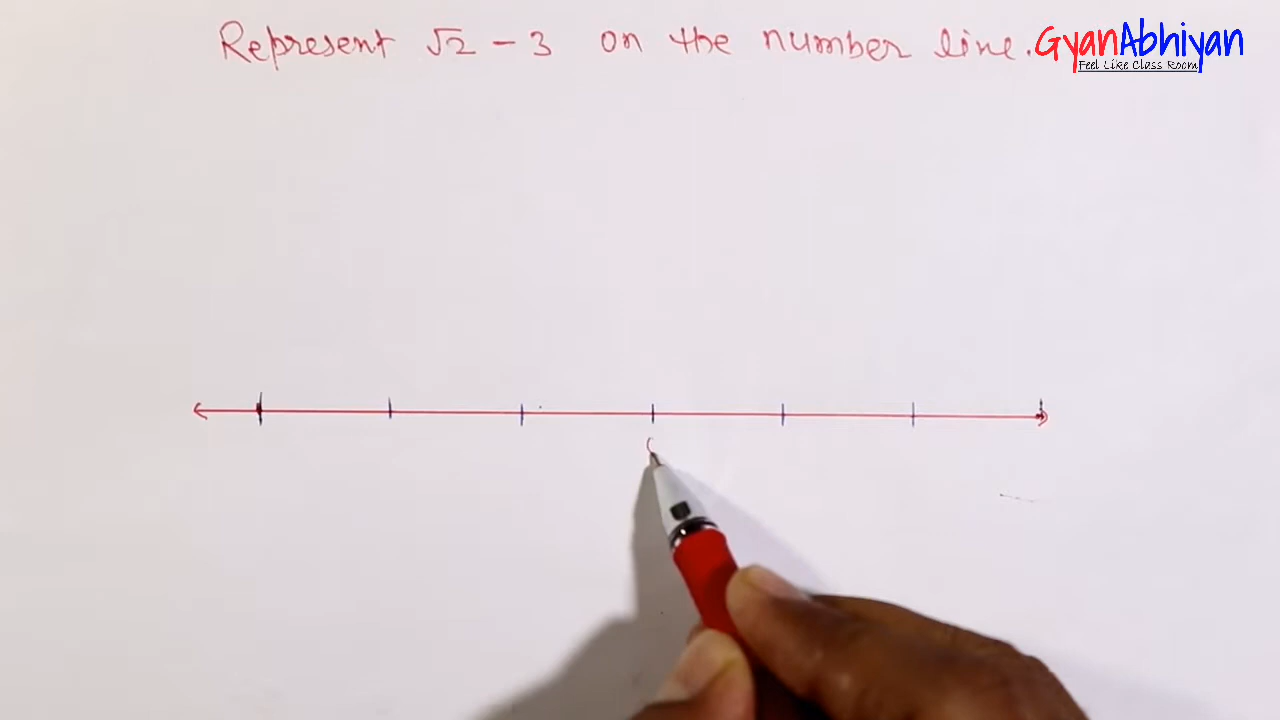 Represent √2 - 3 on the number line.
GyanAbhiyan
Feel Like Class Room